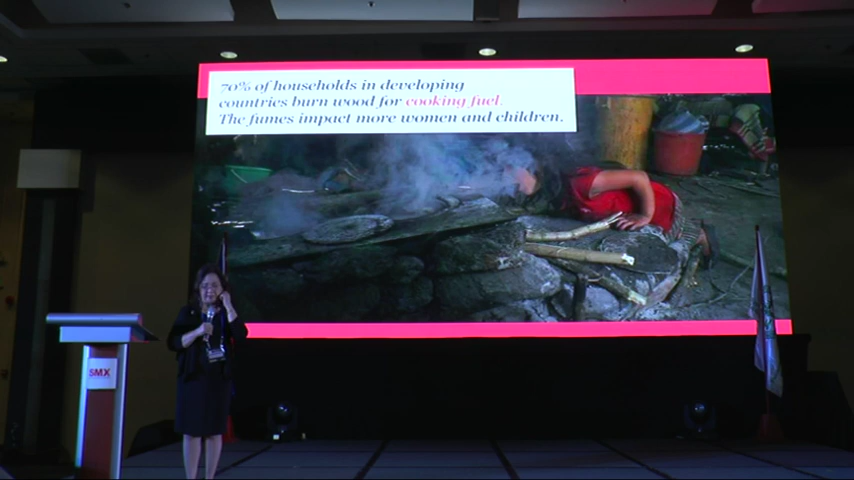 70% of households in developing
countries burn wood for cooking fuel.
The fumes impact more women and children.
SMX